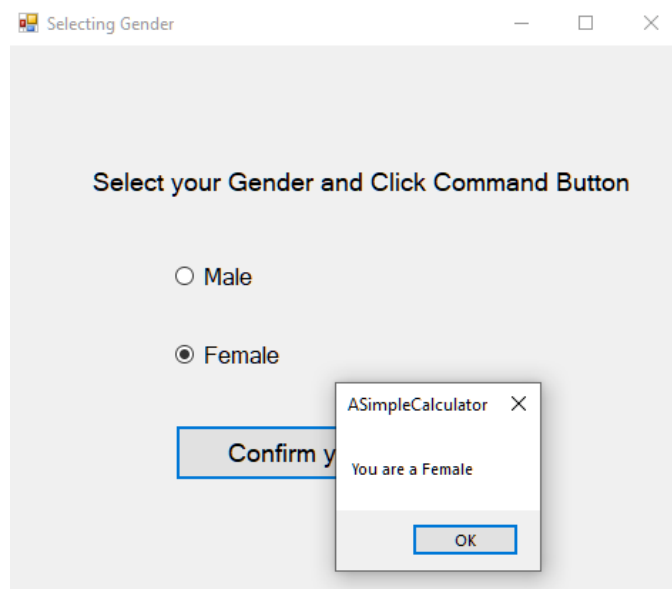 Selecting Gender
Select your Gender and Click Command Button
Male
Female
ASimpleCalculator
Confirm y
You are a Female
OK